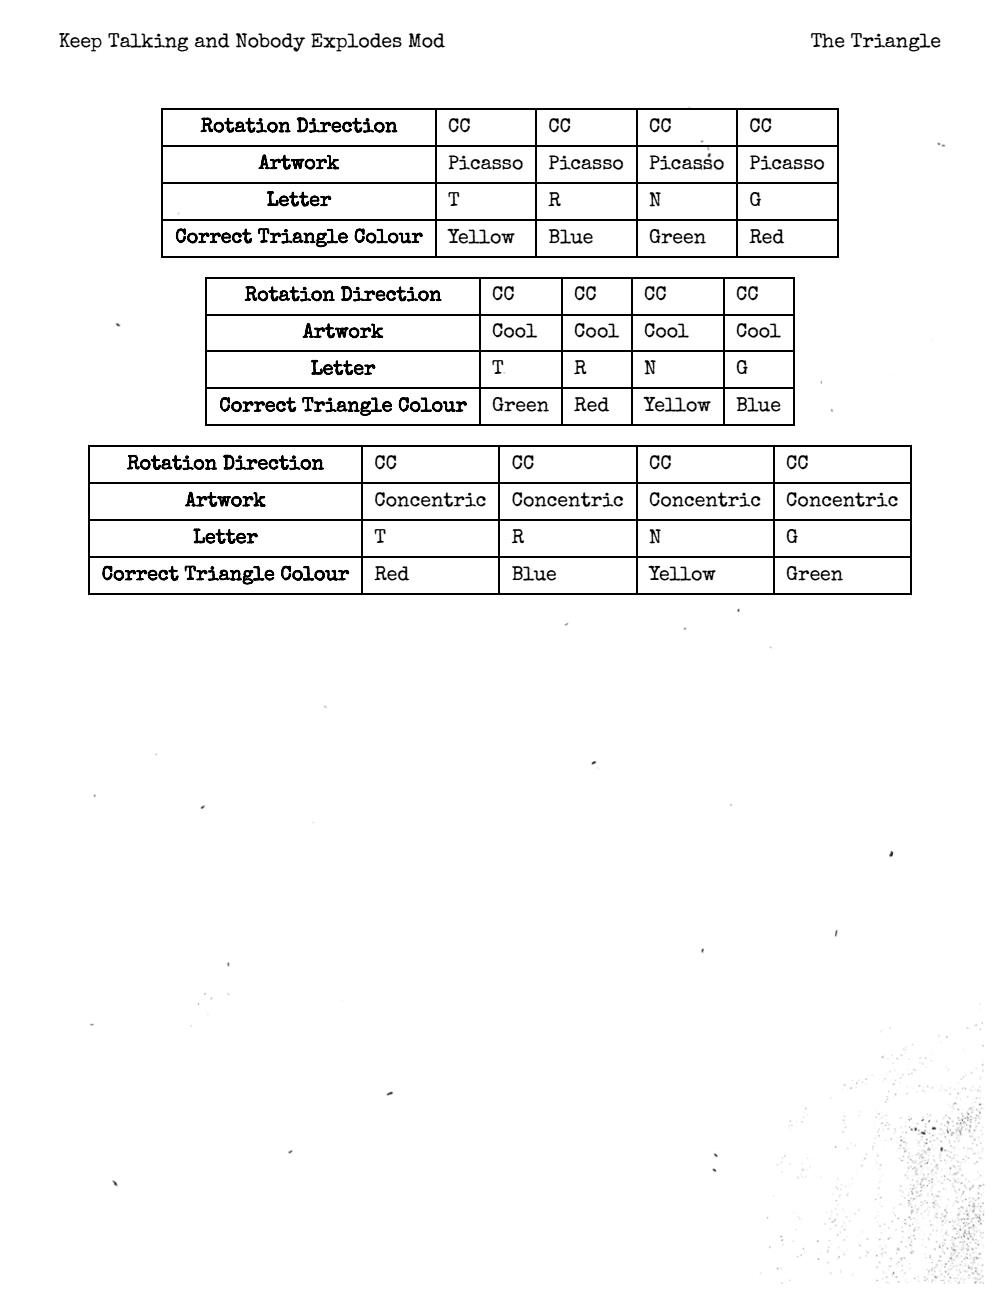 Keep Talking and Nobody Explodes Mod The Triangle
Rotation Direction CC CC CC CC
Artwork Picasso Picasso Picasso Picasso
Letter T R N G
Correct Triangle Colour Yellow Blue Green Red
Rotation Direction CC CC CC CC
Artwork Cool Cool Cool Cool
Letter T R N G
Correct Triangle Colour Green Red Yellow Blue
Rotation Direction CC CC CC CC
Artwork Concentric Concentric Concentric Concentric
Letter T R N G
Correct Triangle Colour Red Blue Yellow Green